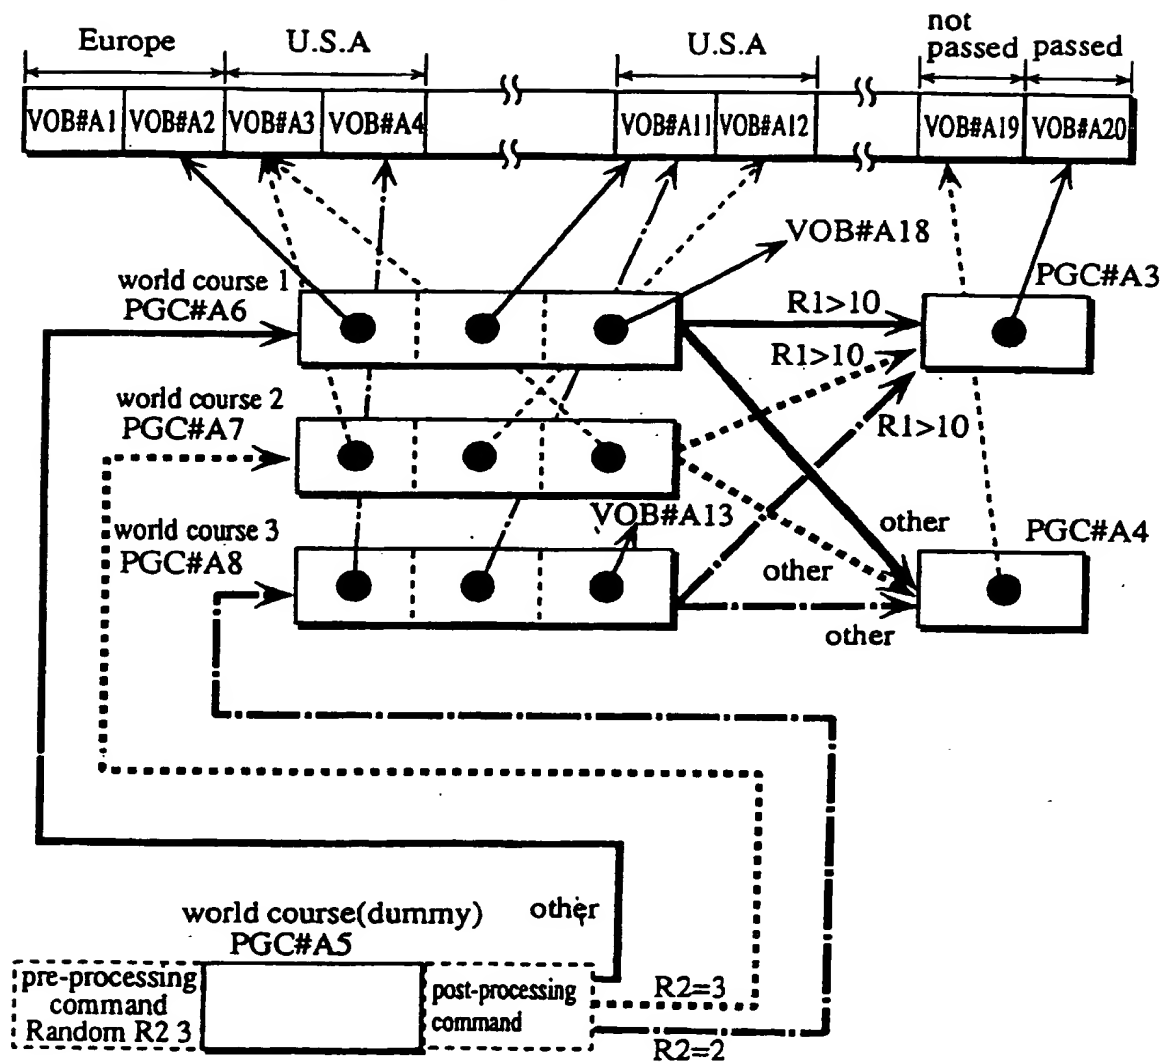 Europe
U.S.A
U.S.A
not
passed
passed
VOB#A1
VOB#A2
VOB#A3
VOB#A4
VOB#A11
VOB#A12
VOB#A19
VOB#A20
VOB#A18
world course 1
PGC#A6
R1>10
PGC#A3
R1>10
world course 2
PGC#A7
R1>10
VOB#A13
world course 3
PGC#A8
other
PGC#A4
other
other
world course(dummy)
PGC#A5
other
pre-processing
command
Random R2 3
post-processing
command
R2=3
R2=2